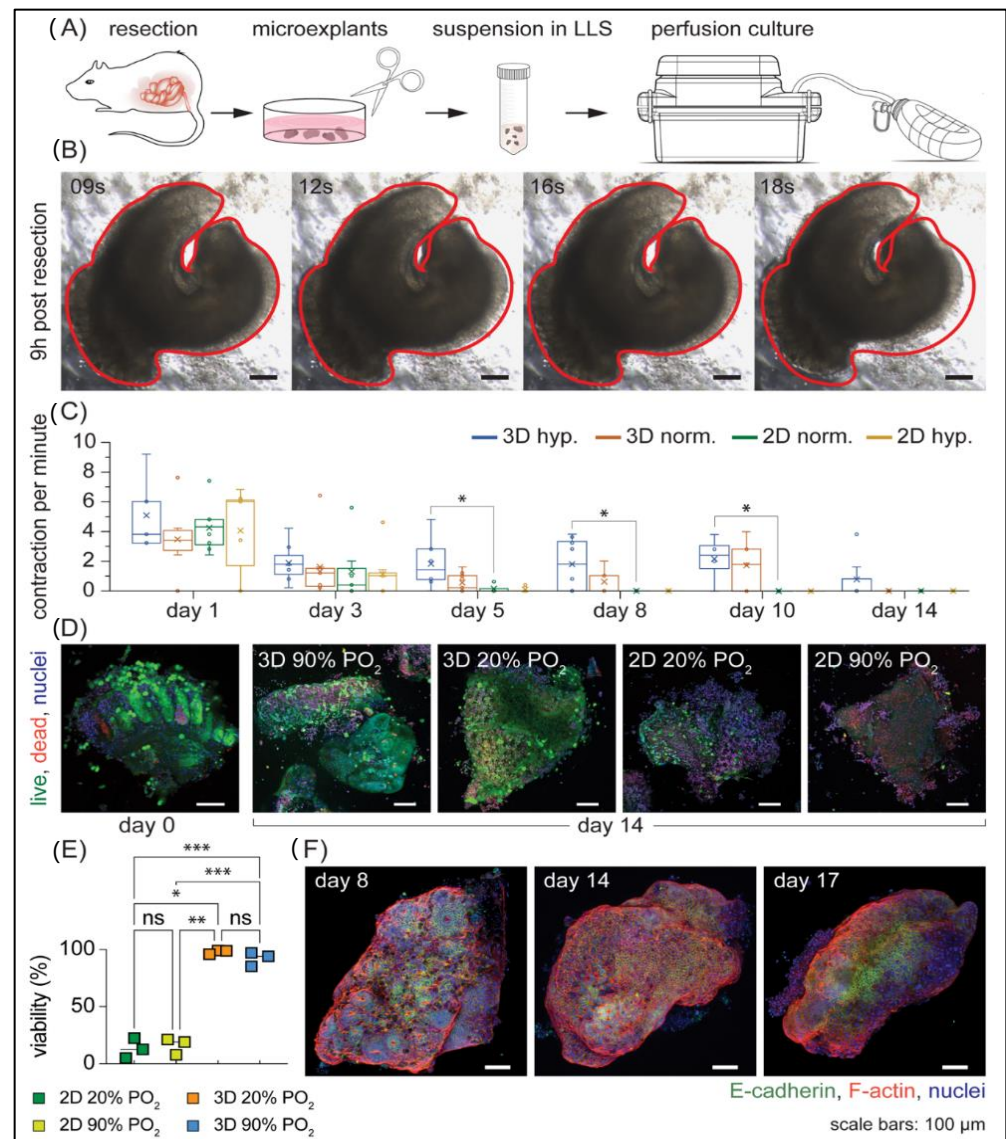 (A) resection microexplants suspension in LLS perfusion culture
(B)
9h post resection
09s 12s 16s 18s
(C)
contraction per minute
3D hyp. 3D norm. 2D norm. 2D hyp.
10
8
6
4
2
0
* * *
day 1 day 3 day 5 day 8 day 10 day 14
(D)
live, dead, nuclei
3D 90% PO2 3D 20% PO2 2D 20% PO2 2D 90% PO2
day 0 day 14
(E)
viability (%)
***
***
*
ns ** ns
100
50
0
2D 20% PO2 3D 20% PO2
2D 90% PO2 3D 90% PO2
(F)
day 8 day 14 day 17
E-cadherin, F-actin, nuclei
scale bars: 100 µm